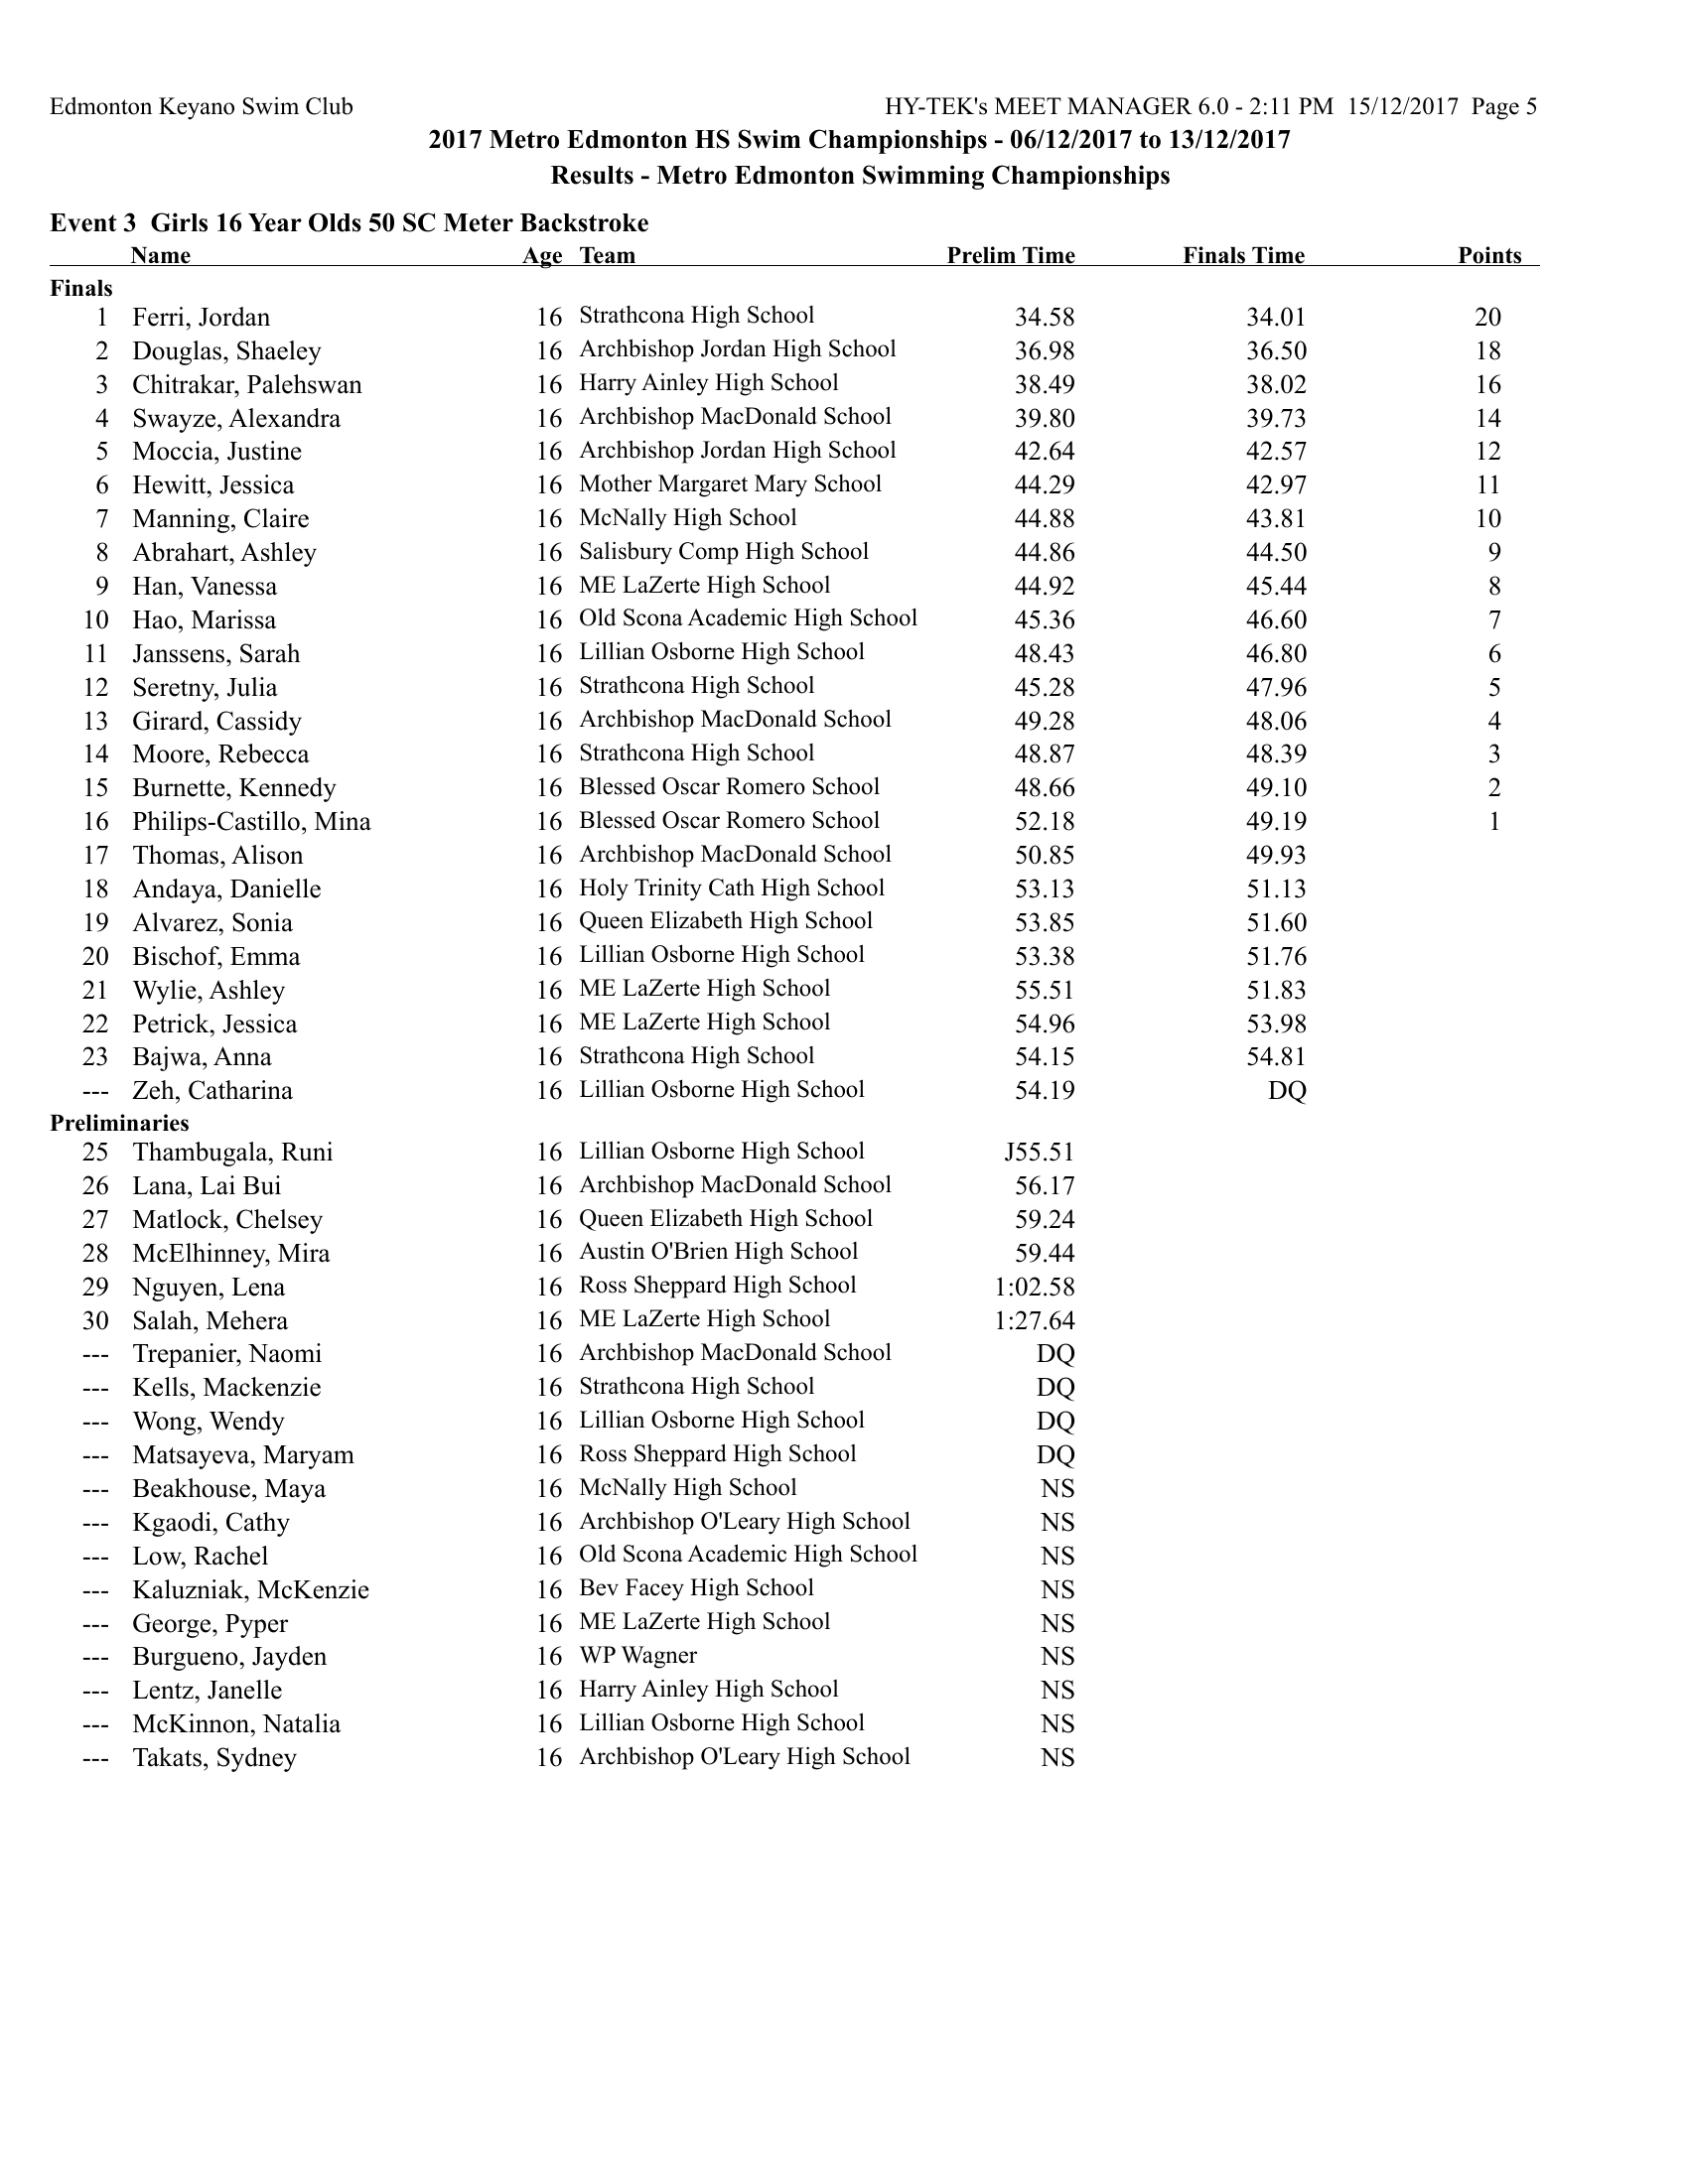 Edmonton Keyano Swim Club HY-TEK's MEET MANAGER 6.0 - 2:11 PM 15/12/2017 Page 5
2017 Metro Edmonton HS Swim Championships - 06/12/2017 to 13/12/2017
Results - Metro Edmonton Swimming Championships
Event 3 Girls 16 Year Olds 50 SC Meter Backstroke
Name Age Team Prelim Time Finals Time Points
Finals
1 Ferri, Jordan 16 Strathcona High School 34.58 34.01 20
2 Douglas, Shaeley 16 Archbishop Jordan High School 36.98 36.50 18
3 Chitrakar, Palehswan 16 Harry Ainley High School 38.49 38.02 16
4 Swayze, Alexandra 16 Archbishop MacDonald School 39.80 39.73 14
5 Moccia, Justine 16 Archbishop Jordan High School 42.64 42.57 12
6 Hewitt, Jessica 16 Mother Margaret Mary School 44.29 42.97 11
7 Manning, Claire 16 McNally High School 44.88 43.81 10
8 Abrahart, Ashley 16 Salisbury Comp High School 44.86 44.50 9
9 Han, Vanessa 16 ME LaZerte High School 44.92 45.44 8
10 Hao, Marissa 16 Old Scona Academic High School 45.36 46.60 7
11 Janssens, Sarah 16 Lillian Osborne High School 48.43 46.80 6
12 Seretny, Julia 16 Strathcona High School 45.28 47.96 5
13 Girard, Cassidy 16 Archbishop MacDonald School 49.28 48.06 4
14 Moore, Rebecca 16 Strathcona High School 48.87 48.39 3
15 Burnette, Kennedy 16 Blessed Oscar Romero School 48.66 49.10 2
16 Philips-Castillo, Mina 16 Blessed Oscar Romero School 52.18 49.19 1
17 Thomas, Alison 16 Archbishop MacDonald School 50.85 49.93
18 Andaya, Danielle 16 Holy Trinity Cath High School 53.13 51.13
19 Alvarez, Sonia 16 Queen Elizabeth High School 53.85 51.60
20 Bischof, Emma 16 Lillian Osborne High School 53.38 51.76
21 Wylie, Ashley 16 ME LaZerte High School 55.51 51.83
22 Petrick, Jessica 16 ME LaZerte High School 54.96 53.98
23 Bajwa, Anna 16 Strathcona High School 54.15 54.81
--- Zeh, Catharina 16 Lillian Osborne High School 54.19 DQ
Preliminaries
25 Thambugala, Runi 16 Lillian Osborne High School J55.51
26 Lana, Lai Bui 16 Archbishop MacDonald School 56.17
27 Matlock, Chelsey 16 Queen Elizabeth High School 59.24
28 McElhinney, Mira 16 Austin O'Brien High School 59.44
29 Nguyen, Lena 16 Ross Sheppard High School 1:02.58
30 Salah, Mehera 16 ME LaZerte High School 1:27.64
--- Trepanier, Naomi 16 Archbishop MacDonald School DQ
--- Kells, Mackenzie 16 Strathcona High School DQ
--- Wong, Wendy 16 Lillian Osborne High School DQ
--- Matsayeva, Maryam 16 Ross Sheppard High School DQ
--- Beakhouse, Maya 16 McNally High School NS
--- Kgaodi, Cathy 16 Archbishop O'Leary High School NS
--- Low, Rachel 16 Old Scona Academic High School NS
--- Kaluzniak, McKenzie 16 Bev Facey High School NS
--- George, Pyper 16 ME LaZerte High School NS
--- Burgueno, Jayden 16 WP Wagner NS
--- Lentz, Janelle 16 Harry Ainley High School NS
--- McKinnon, Natalia 16 Lillian Osborne High School NS
--- Takats, Sydney 16 Archbishop O'Leary High School NS